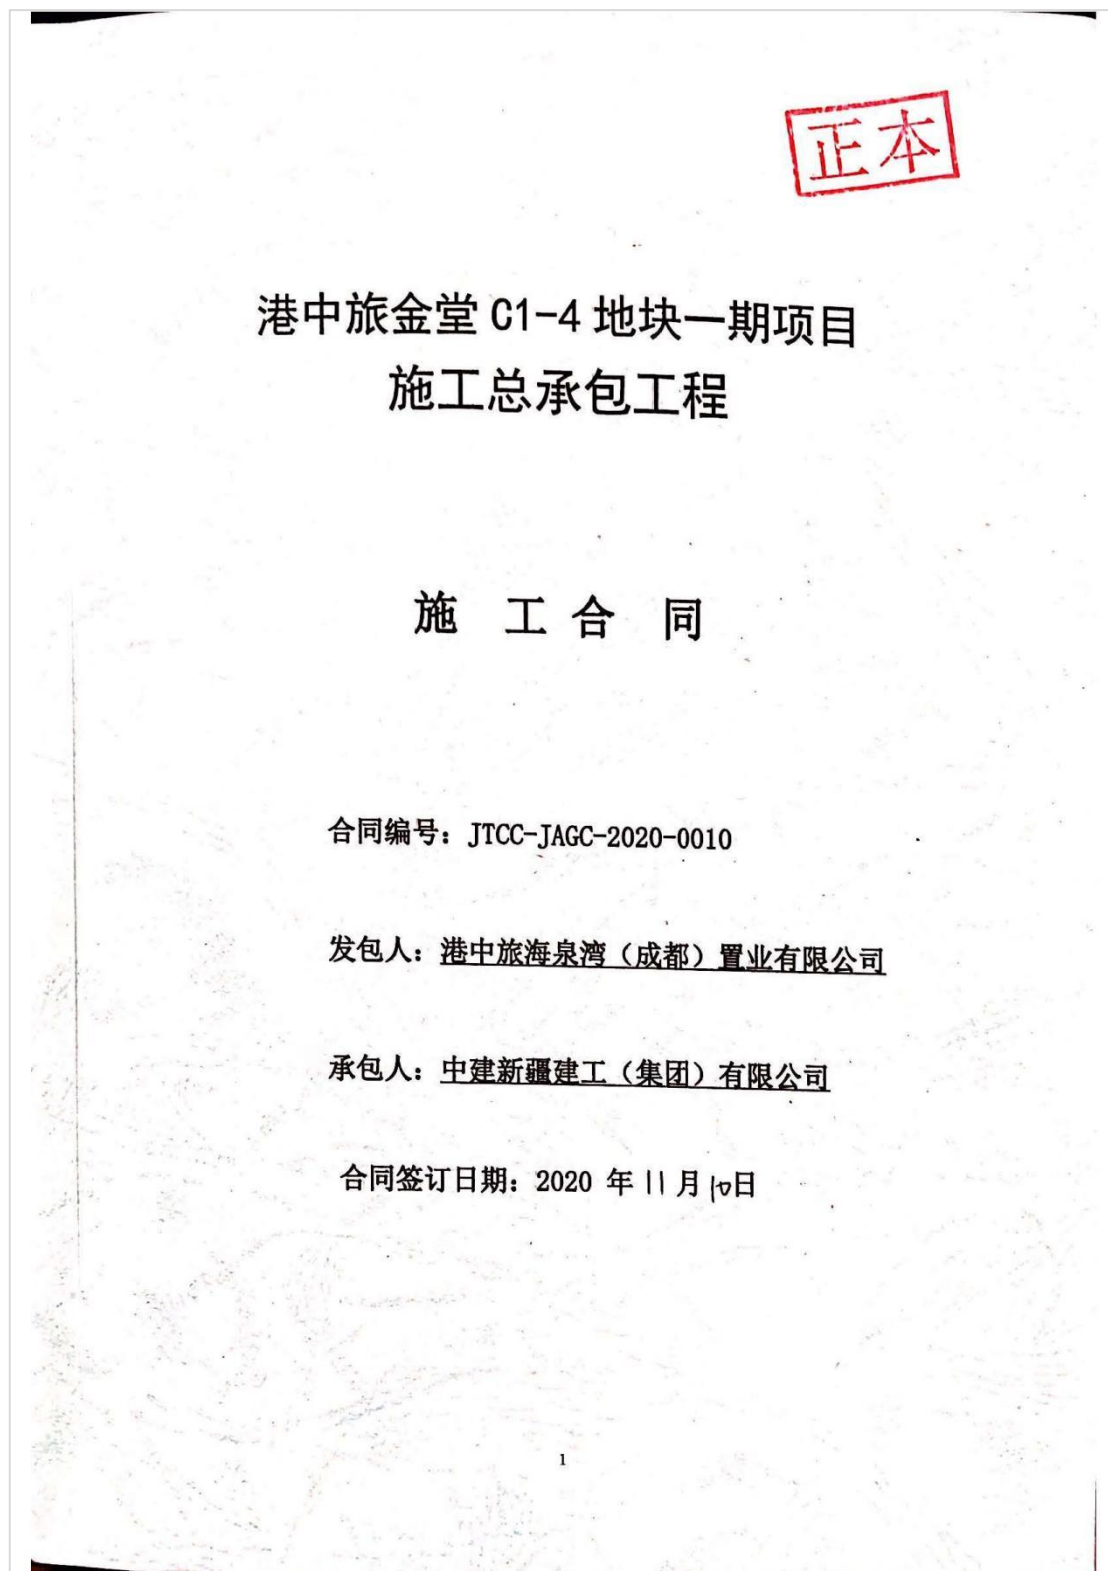 正本
港中旅金堂 C1-4 地块一期项目
施工总承包工程
施 工 合 同
合同编号：JTCC-JAGC-2020-0010
发包人：港中旅海泉湾（成都）置业有限公司
承包人：中建新疆建工（集团）有限公司
合同签订日期：2020 年 11 月 10日
1